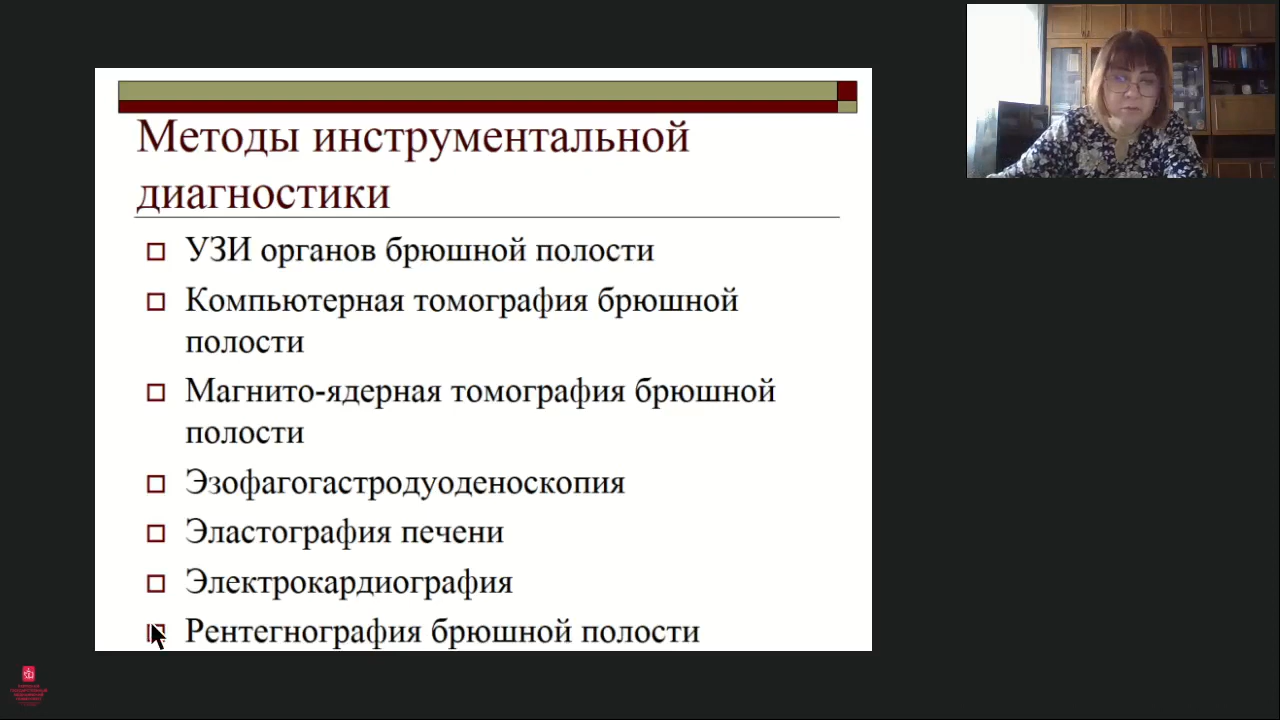 Методы инструментальной
диагностики
УЗИ органов брюшной полости
Компьютерная томография брюшной
полости
Магнито-ядерная томография брюшной
полости
Эзофагогастродуоденоскопия
Эластография печени
Электрокардиография
Рентегнография брюшной полости